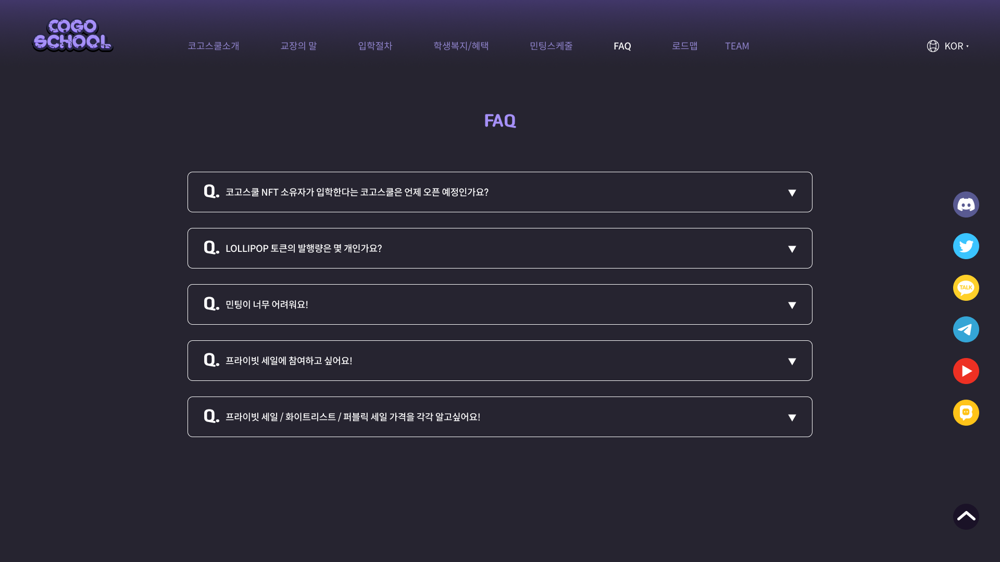 COGO
SCHOOL
코고스쿨소개
교장의 말
입학절차
학생복지/혜택
민팅스케줄
FAQ
로드맵
TEAM
KOR
FAQ
Q. 코고스쿨 NFT 소유자가 입학한다는 코고스쿨은 언제 오픈 예정인가요?
Q. LOLLIPOP 토큰의 발행량은 몇 개인가요?
Q. 민팅이 너무 어려워요!
Q. 프라이빗 세일에 참여하고 싶어요!
Q. 프라이빗 세일 / 화이트리스트 / 퍼블릭 세일 가격을 각각 알고싶어요!
TALK